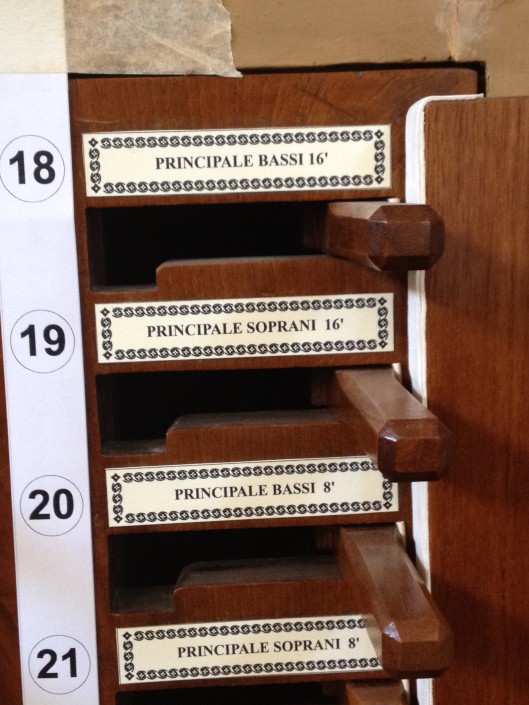 18
PRINCIPALE BASSI 16'
19
PRINCIPALE SOPRANI 16'
20
PRINCIPALE BASSI 8'
21
PRINCIPALE SOPRANI 8'